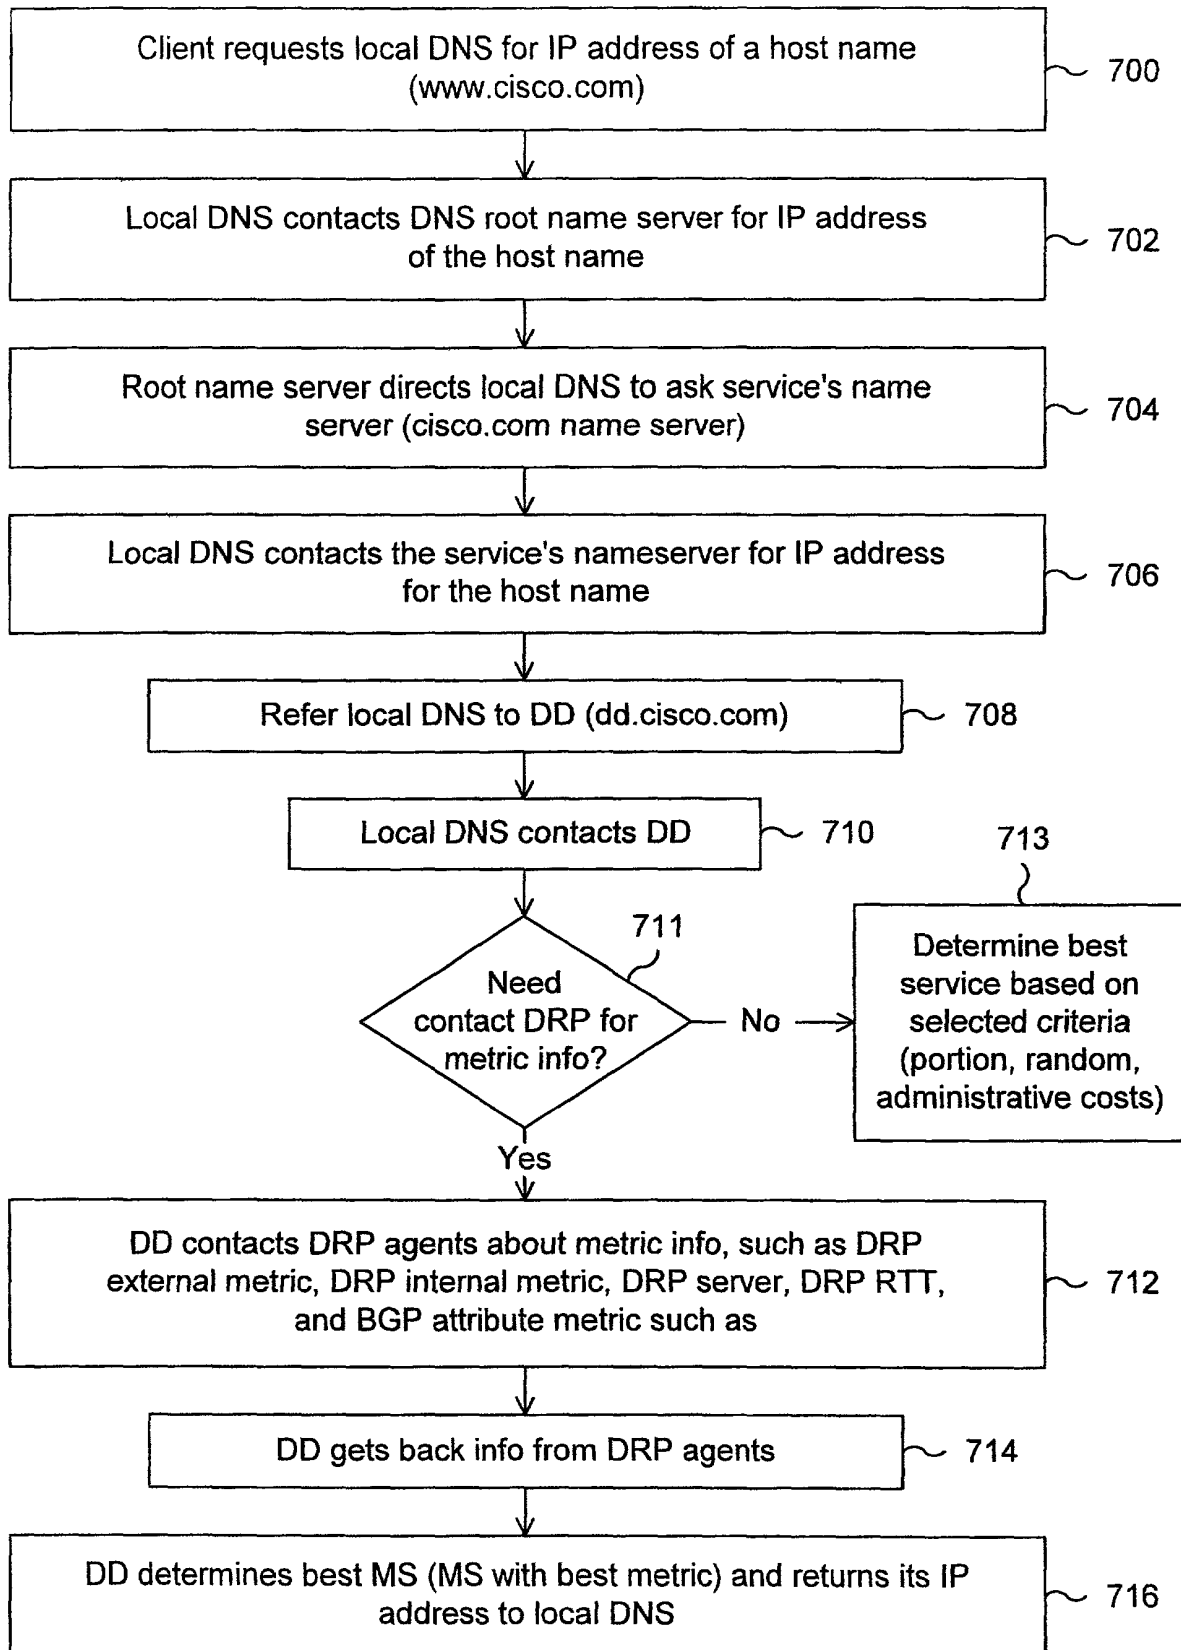 Client requests local DNS for IP address of a host name
(www.cisco.com)
700
Local DNS contacts DNS root name server for IP address
of the host name
702
Root name server directs local DNS to ask service's name
server (cisco.com name server)
704
Local DNS contacts the service's nameserver for IP address
for the host name
706
Refer local DNS to DD (dd.cisco.com)
708
Local DNS contacts DD
710
711
Need
contact DRP for
metric info?
No
713
Determine best
service based on
selected criteria
(portion, random,
administrative costs)
Yes
DD contacts DRP agents about metric info, such as DRP
external metric, DRP internal metric, DRP server, DRP RTT,
and BGP attribute metric such as
712
DD gets back info from DRP agents
714
DD determines best MS (MS with best metric) and returns its IP
address to local DNS
716